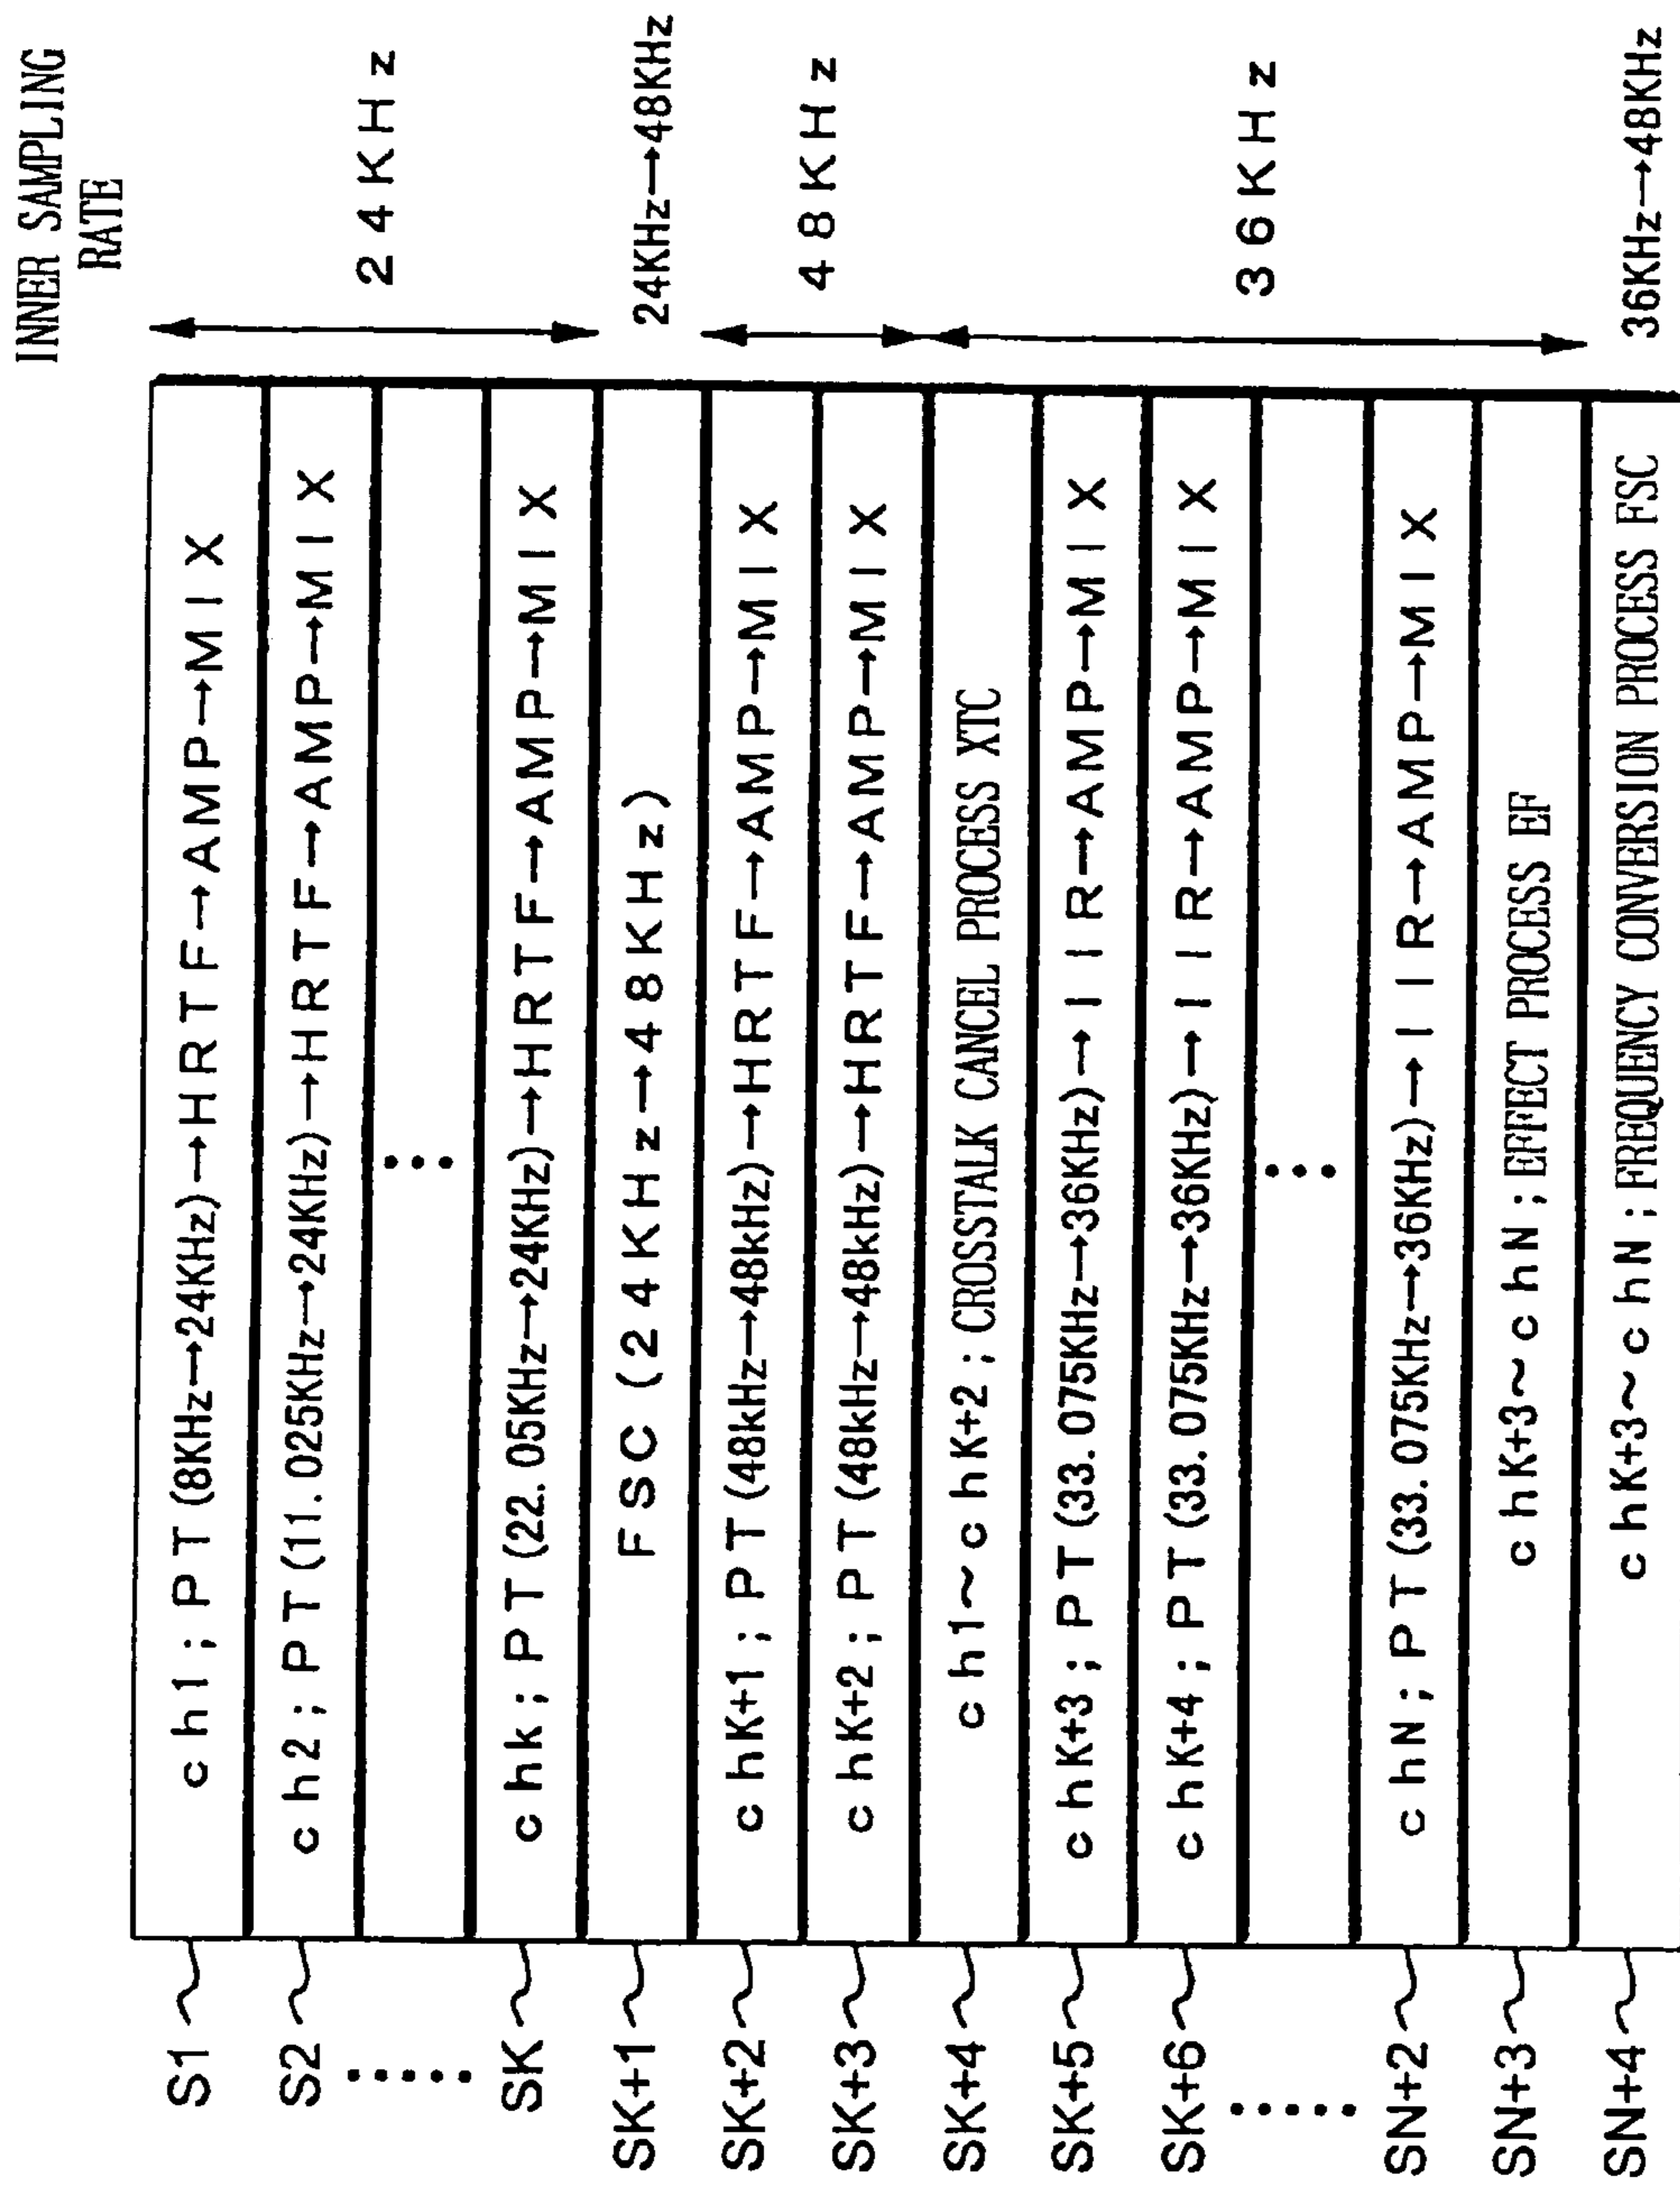 INNER SAMPLING
RATE
S1 ch1 ; PT (8KHz→24KHz)→HRTF→AMP→MIX
S2 ch2 ; PT (11.025KHz→24KHz)→HRTF→AMP→MIX
24KHz
SK chk ; PT (22.05KHz→24KHz)→HRTF→AMP→MIX
SK+1 FSC (24KHz→48KHz) 24KHz→48KHz
SK+2 chK+1 ; PT (48kHz→48kHz)→HRTF→AMP→MIX
48KHz
SK+3 chK+2 ; PT (48kHz→48kHz)→HRTF→AMP→MIX
SK+4 ch1~chK+2 ; CROSSTALK CANCEL PROCESS XTC
SK+5 chK+3 ; PT (33.075KHz→36KHz)→IIR→AMP→MIX
SK+6 chK+4 ; PT (33.075KHz→36KHz)→IIR→AMP→MIX
36KHz
SN+2 chN ; PT (33.075KHz→36KHz)→IIR→AMP→MIX
SN+3 chK+3~chN ; EFFECT PROCESS EF
SN+4 chK+3~chN ; FREQUENCY CONVERSION PROCESS FSC 36KHz→48KHz